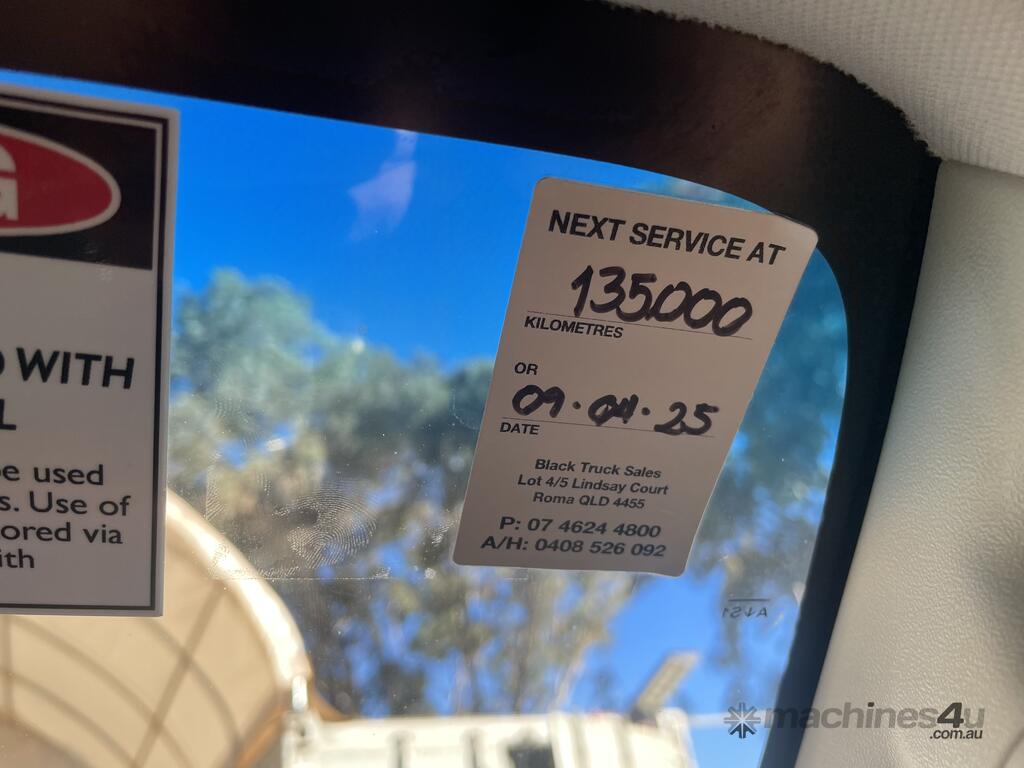 WITH
L
be used
s. Use of
ored via
ith
NEXT SERVICE AT
135000
KILOMETRES
OR
09.04.25
DATE
Black Truck Sales
Lot 4/5 Lindsay Court
Roma QLD 4455
P: 07 4624 4800
A/H: 0408 526 092
machines4u
.com.au